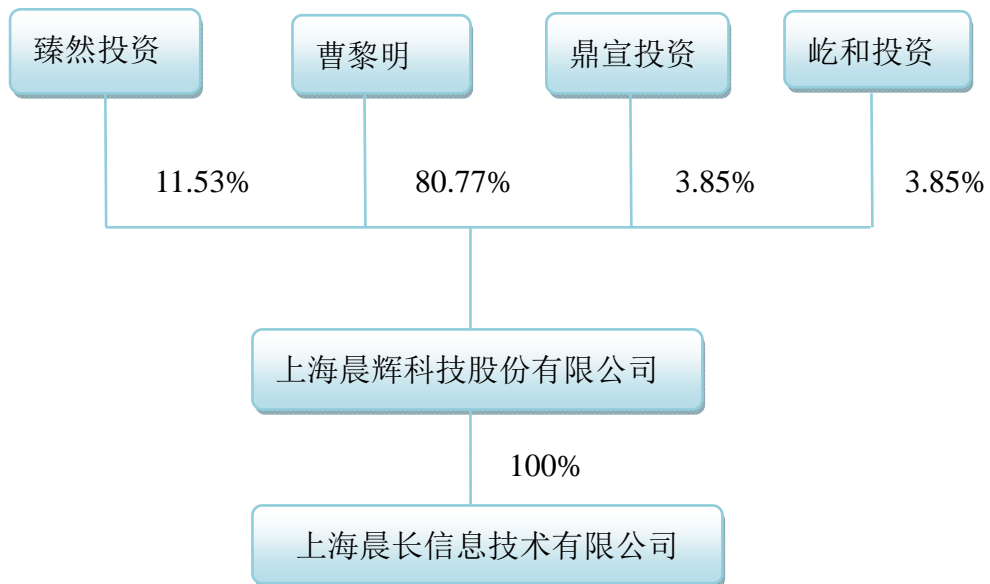 臻然投资
曹黎明
鼎宣投资
屹和投资
11.53%
80.77%
3.85%
3.85%
上海晨辉科技股份有限公司
100%
上海晨长信息技术有限公司